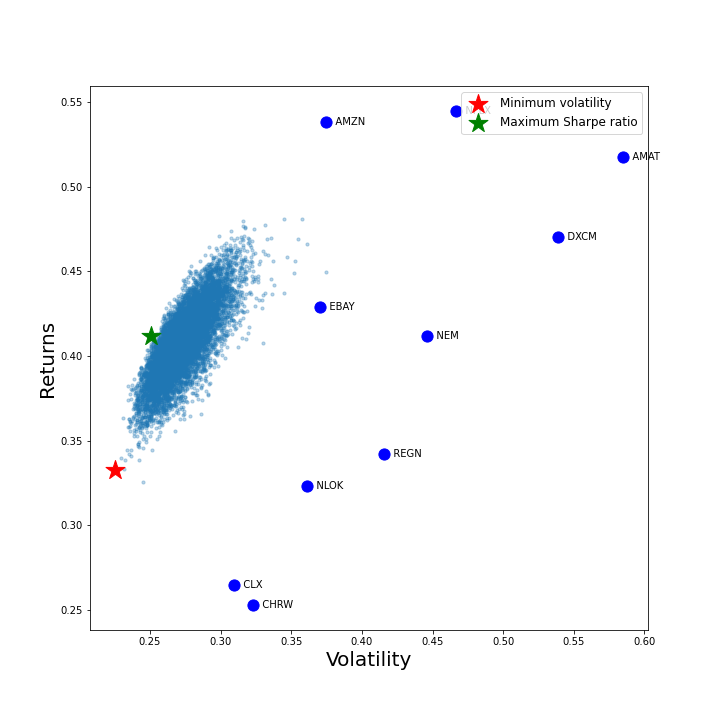 0.55
0.50
0.45
0.40
0.35
0.30
0.25
Returns
Minimum volatility
Maximum Sharpe ratio
AMZN
AMAT
DXCM
EBAY
NEM
REGN
NLOK
CLX
CHRW
0.25 0.30 0.35 0.40 0.45 0.50 0.55 0.60
Volatility